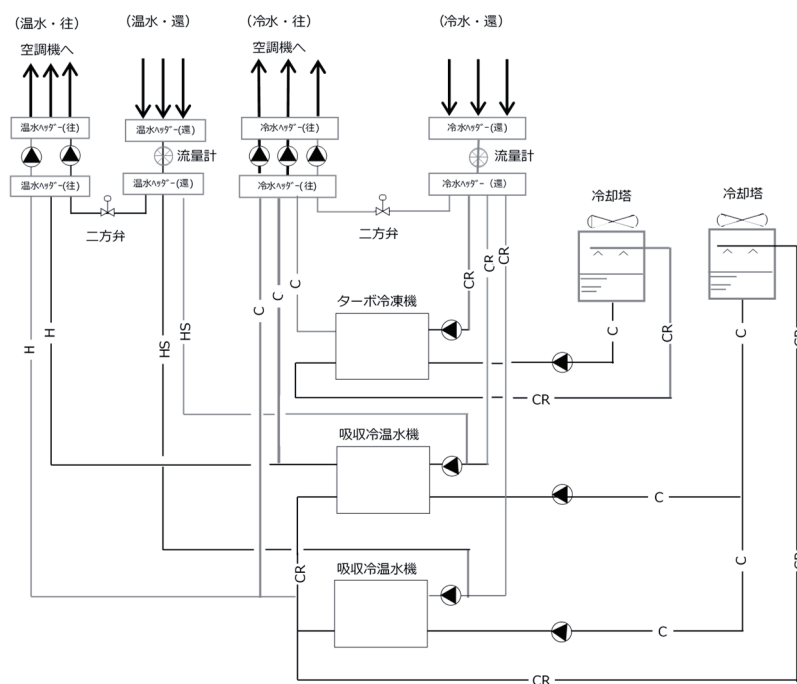 (温水・往)
(温水・還)
(冷水・往)
(冷水・還)
空調機へ
空調機へ
温水ﾍｯﾀﾞｰ(往)
温水ﾍｯﾀﾞｰ(還)
冷水ﾍｯﾀﾞｰ(往)
冷水ﾍｯﾀﾞｰ(還)
流量計
流量計
温水ﾍｯﾀﾞｰ(往)
温水ﾍｯﾀﾞｰ(還)
冷水ﾍｯﾀﾞｰ(往)
冷水ﾍｯﾀﾞｰ (還)
冷却塔
冷却塔
二方弁
二方弁
CR
CR
CR
C
C
C
ターボ冷凍機
H
H
HS
HS
C
CR
C
CR
CR
吸収冷温水機
C
C
CR
吸収冷温水機
CR
C
CR